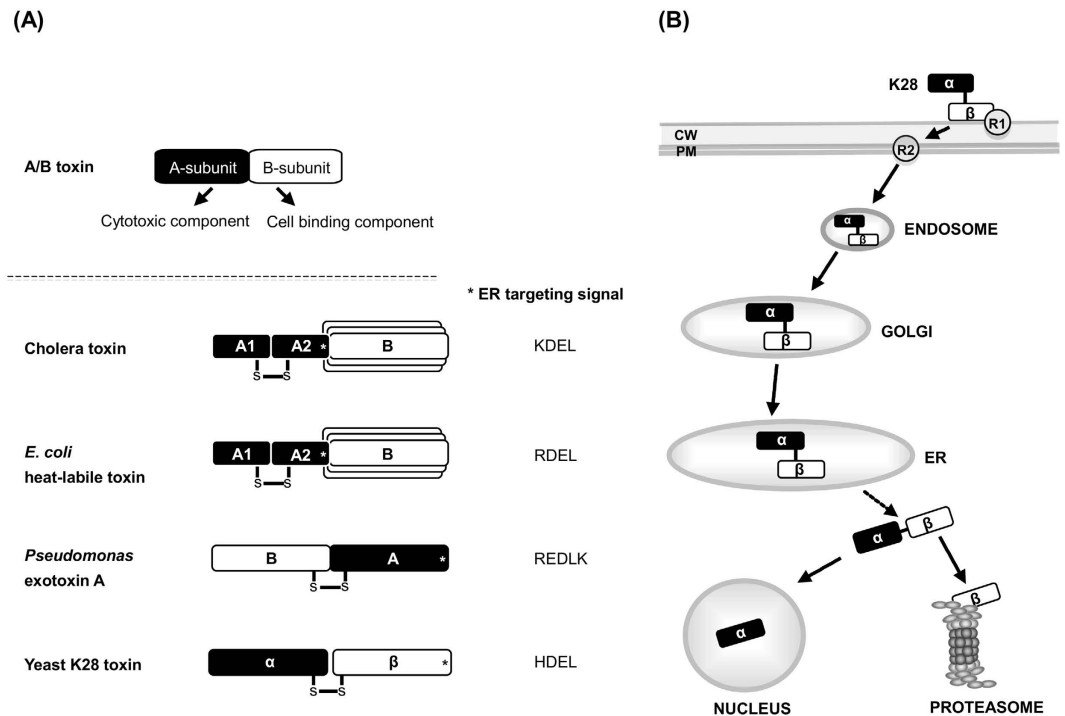 (A)
A/B toxin
A-subunit B-subunit
Cytotoxic component Cell binding component
* ER targeting signal
Cholera toxin A1 A2 * B KDEL
S S
E. coli
heat-labile toxin A1 A2 * B RDEL
S S
Pseudomonas
exotoxin A B A * REDLK
S S
Yeast K28 toxin α β * HDEL
S S
(B)
K28 α
β R1
CW
PM R2
α
β
ENDOSOME
α
β
GOLGI
α
β
ER
α β
β
α
NUCLEUS
PROTEASOME